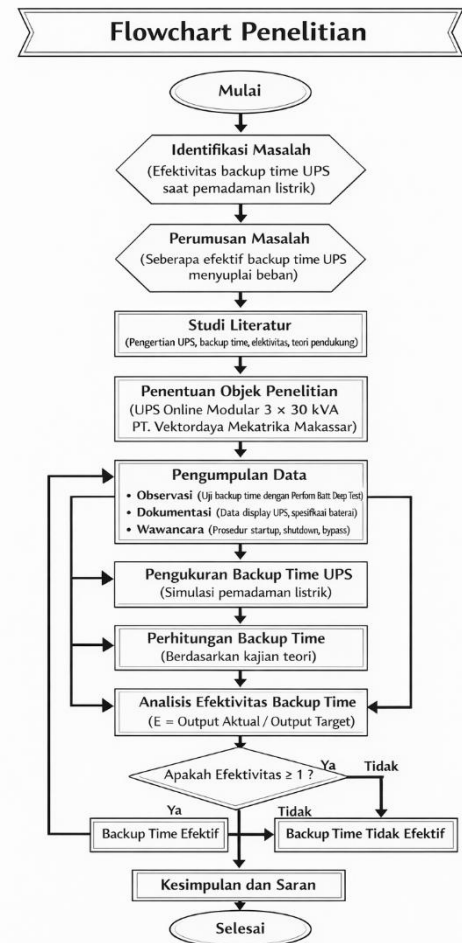 Flowchart Penelitian
Mulai
Identifikasi Masalah
(Efektivitas backup time UPS
saat pemadaman listrik)
Perumusan Masalah
(Seberapa efektif backup time UPS
menyuplai beban)
Studi Literatur
(Pengertian UPS, backup time, elektivitas, teori pendukung)
Penentuan Objek Penelitian
(UPS Online Modular 3 × 30 kVA
PT. Vektordaya Mekatrika Makassar)
Pengumpulan Data
• Observasi (Uji backup time dengan Perfom Batt Deep Test)
• Dokumentasi (Data display UPS, spesifkaai baterai)
• Wawancara (Prosedur startup, shutdown, bypass)
Pengukuran Backup Time UPS
(Simulasi pemadaman listrik)
Perhitungan Backup Time
(Berdasarkan kajian teori)
Analisis Efektivitas Backup Time
(E = Output Aktual / Output Target)
Apakah Efektivitas ≥ 1 ?
Ya
Tidak
Ya
Tidak
Backup Time Efektif
Backup Time Tidak Efektif
Kesimpulan dan Saran
Selesai